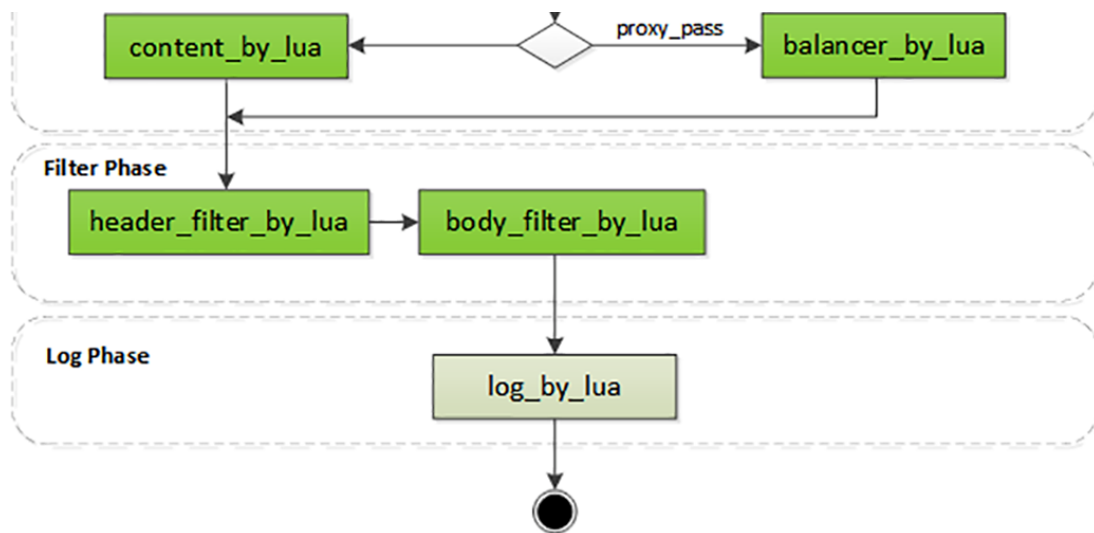 content_by_lua
proxy_pass
balancer_by_lua
Filter Phase
header_filter_by_lua
body_filter_by_lua
Log Phase
log_by_lua